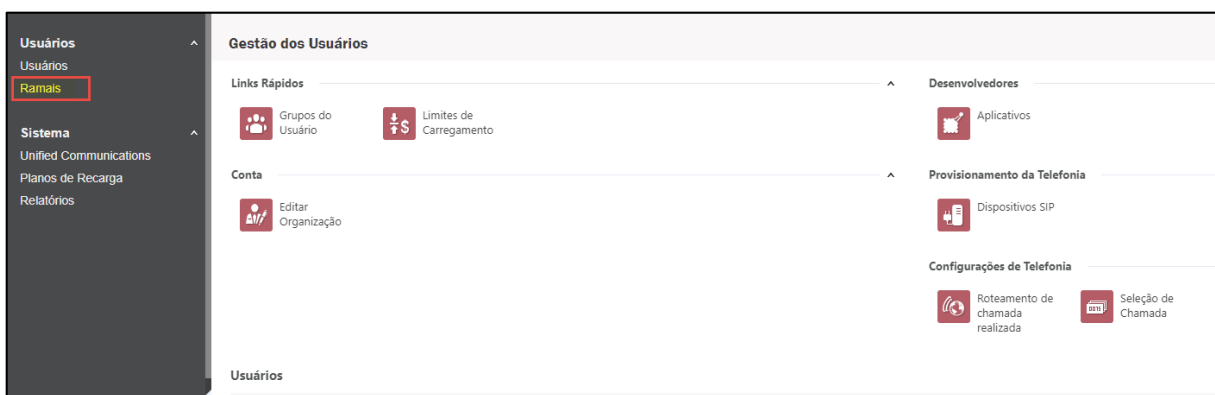 Usuários
Usuários
Ramais
Sistema
Unified Communications
Planos de Recarga
Relatórios
Gestão dos Usuários
Links Rápidos
Grupos do
Usuário
Limites de
Carregamento
Conta
Editar
Organização
Desenvolvedores
Aplicativos
Provisionamento da Telefonia
Dispositivos SIP
Configurações de Telefonia
Roteamento de
chamada
realizada
Seleção de
Chamada
Usuários